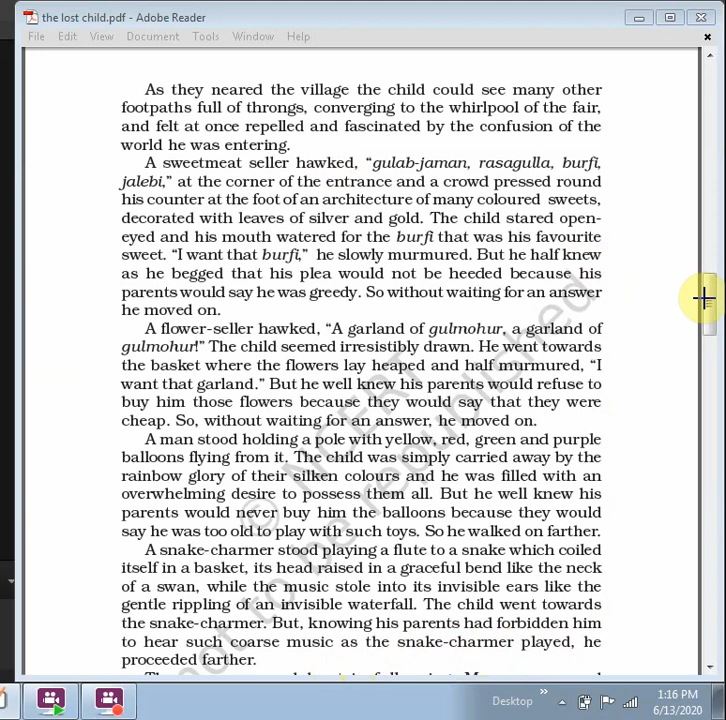 the lost child.pdf - Adobe Reader
File Edit View Document Tools Window Help
As they neared the village the child could see many other
footpaths full of throngs, converging to the whirlpool of the fair,
and felt at once repelled and fascinated by the confusion of the
world he was entering.
A sweetmeat seller hawked, “gulab-jaman, rasagulla, burfi,
jalebi,” at the corner of the entrance and a crowd pressed round
his counter at the foot of an architecture of many coloured sweets,
decorated with leaves of silver and gold. The child stared open-
eyed and his mouth watered for the burfi that was his favourite
sweet. “I want that burfi,” he slowly murmured. But he half knew
as he begged that his plea would not be heeded because his
parents would say he was greedy. So without waiting for an answer
he moved on.
A flower-seller hawked, “A garland of gulmohur, a garland of
gulmohur!” The child seemed irresistibly drawn. He went towards
the basket where the flowers lay heaped and half murmured, “I
want that garland.” But he well knew his parents would refuse to
buy him those flowers because they would say that they were
cheap. So, without waiting for an answer, he moved on.
A man stood holding a pole with yellow, red, green and purple
balloons flying from it. The child was simply carried away by the
rainbow glory of their silken colours and he was filled with an
overwhelming desire to possess them all. But he well knew his
parents would never buy him the balloons because they would
say he was too old to play with such toys. So he walked on farther.
A snake-charmer stood playing a flute to a snake which coiled
itself in a basket, its head raised in a graceful bend like the neck
of a swan, while the music stole into its invisible ears like the
gentle rippling of an invisible waterfall. The child went towards
the snake-charmer. But, knowing his parents had forbidden him
to hear such coarse music as the snake-charmer played, he
proceeded farther.
© NCERT
not to be republished
Desktop
1:16 PM
6/13/2020